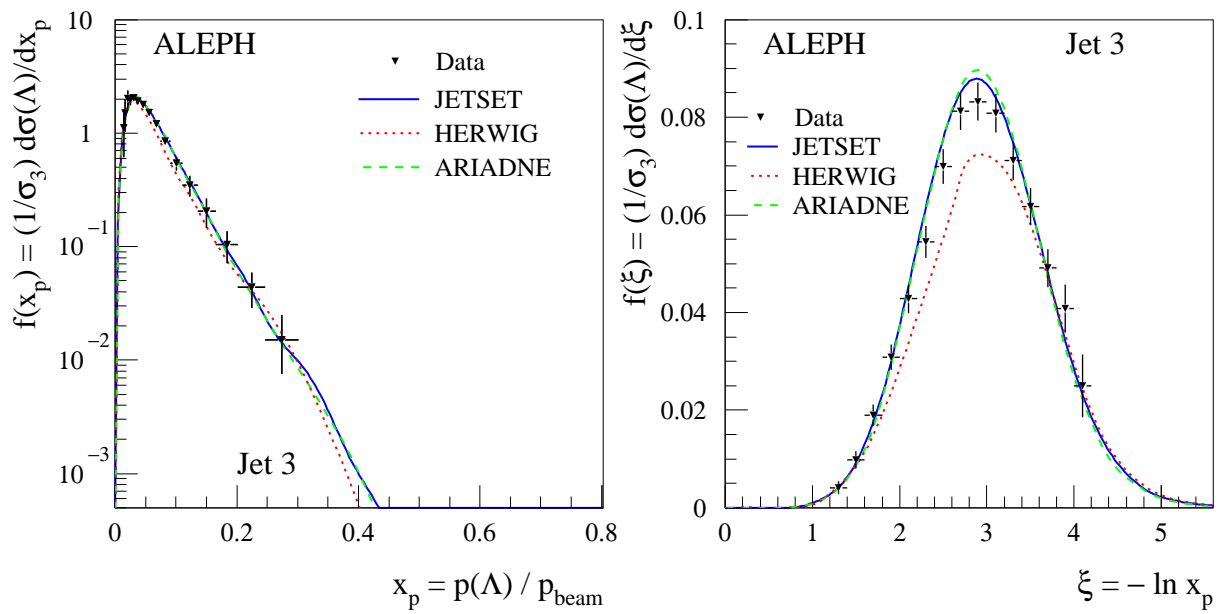 f(x_p) = (1/σ_3) dσ(Λ)/dx_p
10
1
10^{-1}
10^{-2}
10^{-3}
ALEPH
Data
JETSET
HERWIG
ARIADNE
Jet 3
0 0.2 0.4 0.6 0.8
x_p = p(Λ) / p_{beam}
f(ξ) = (1/σ_3) dσ(Λ)/dξ
0.1
0.08
0.06
0.04
0.02
0
ALEPH Jet 3
Data
JETSET
HERWIG
ARIADNE
0 1 2 3 4 5
ξ = − ln x_p